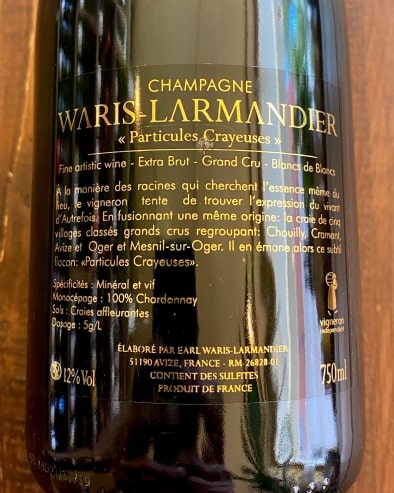 CHAMPAGNE
WARIS-LARMANDIER
« Particules Crayeuses »
Fine artistic wine - Extra Brut - Grand Cru - Blancs de Blancs
A la manière des racines qui cherchent l'essence même du
lieu, le vigneron tente de trouver l'expression du vivant
d'Autrefois. En fusionnant une même origine: la craie de cinq
villages classés grands crus regroupant: Chouilly, Cramant,
Avize et Oger et Mesnil-sur-Oger. Il en émane alors ce subtil
flacon: «Particules Crayeuses».
Spécificités : Minéral et vif
Monocépage : 100% Chardonnay
Sols : Craies affleurantes
Dosage : 5g/L
vigneron
indépendant
ÉLABORÉ PAR EARL WARIS-LARMANDIER
51190 AVIZE, FRANCE - RM-26828-01
CONTIENT DES SULFITES
PRODUIT DE FRANCE
12%Vol
750ml